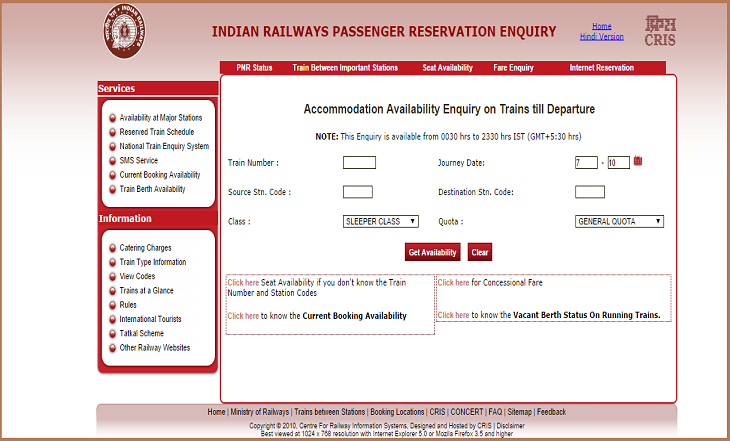 INDIAN RAILWAYS PASSENGER RESERVATION ENQUIRY
Home
Hindi Version
CRIS
PNR Status Train Between Important Stations Seat Availability Fare Enquiry Internet Reservation
Services
Availability at Major Stations
Reserved Train Schedule
National Train Enquiry System
SMS Service
Current Booking Availability
Train Berth Availability
Information
Catering Charges
Train Type Information
View Codes
Trains at a Glance
Rules
International Tourists
Tatkal Scheme
Other Railway Websites
Accommodation Availability Enquiry on Trains till Departure
NOTE: This Enquiry is available from 0030 hrs to 2330 hrs IST (GMT+5:30 hrs)
Train Number : Journey Date: 7 - 10
Source Stn. Code : Destination Stn. Code:
Class : SLEEPER CLASS Quota : GENERAL QUOTA
Get Availability Clear
Click here Seat Availability if you don't know the Train
Number and Station Codes
Click here to know the Current Booking Availability
Click here for Concessional Fare
Click here to know the Vacant Berth Status On Running Trains.
Home | Ministry of Railways | Trains between Stations | Booking Locations | CRIS | CONCERT | FAQ | Sitemap | Feedback
Copyright © 2010, Centre For Railway Information Systems, Designed and Hosted by CRIS | Disclaimer
Best viewed at 1024 x 768 resolution with Internet Explorer 5.0 or Mozila Firefox 3.5 and higher